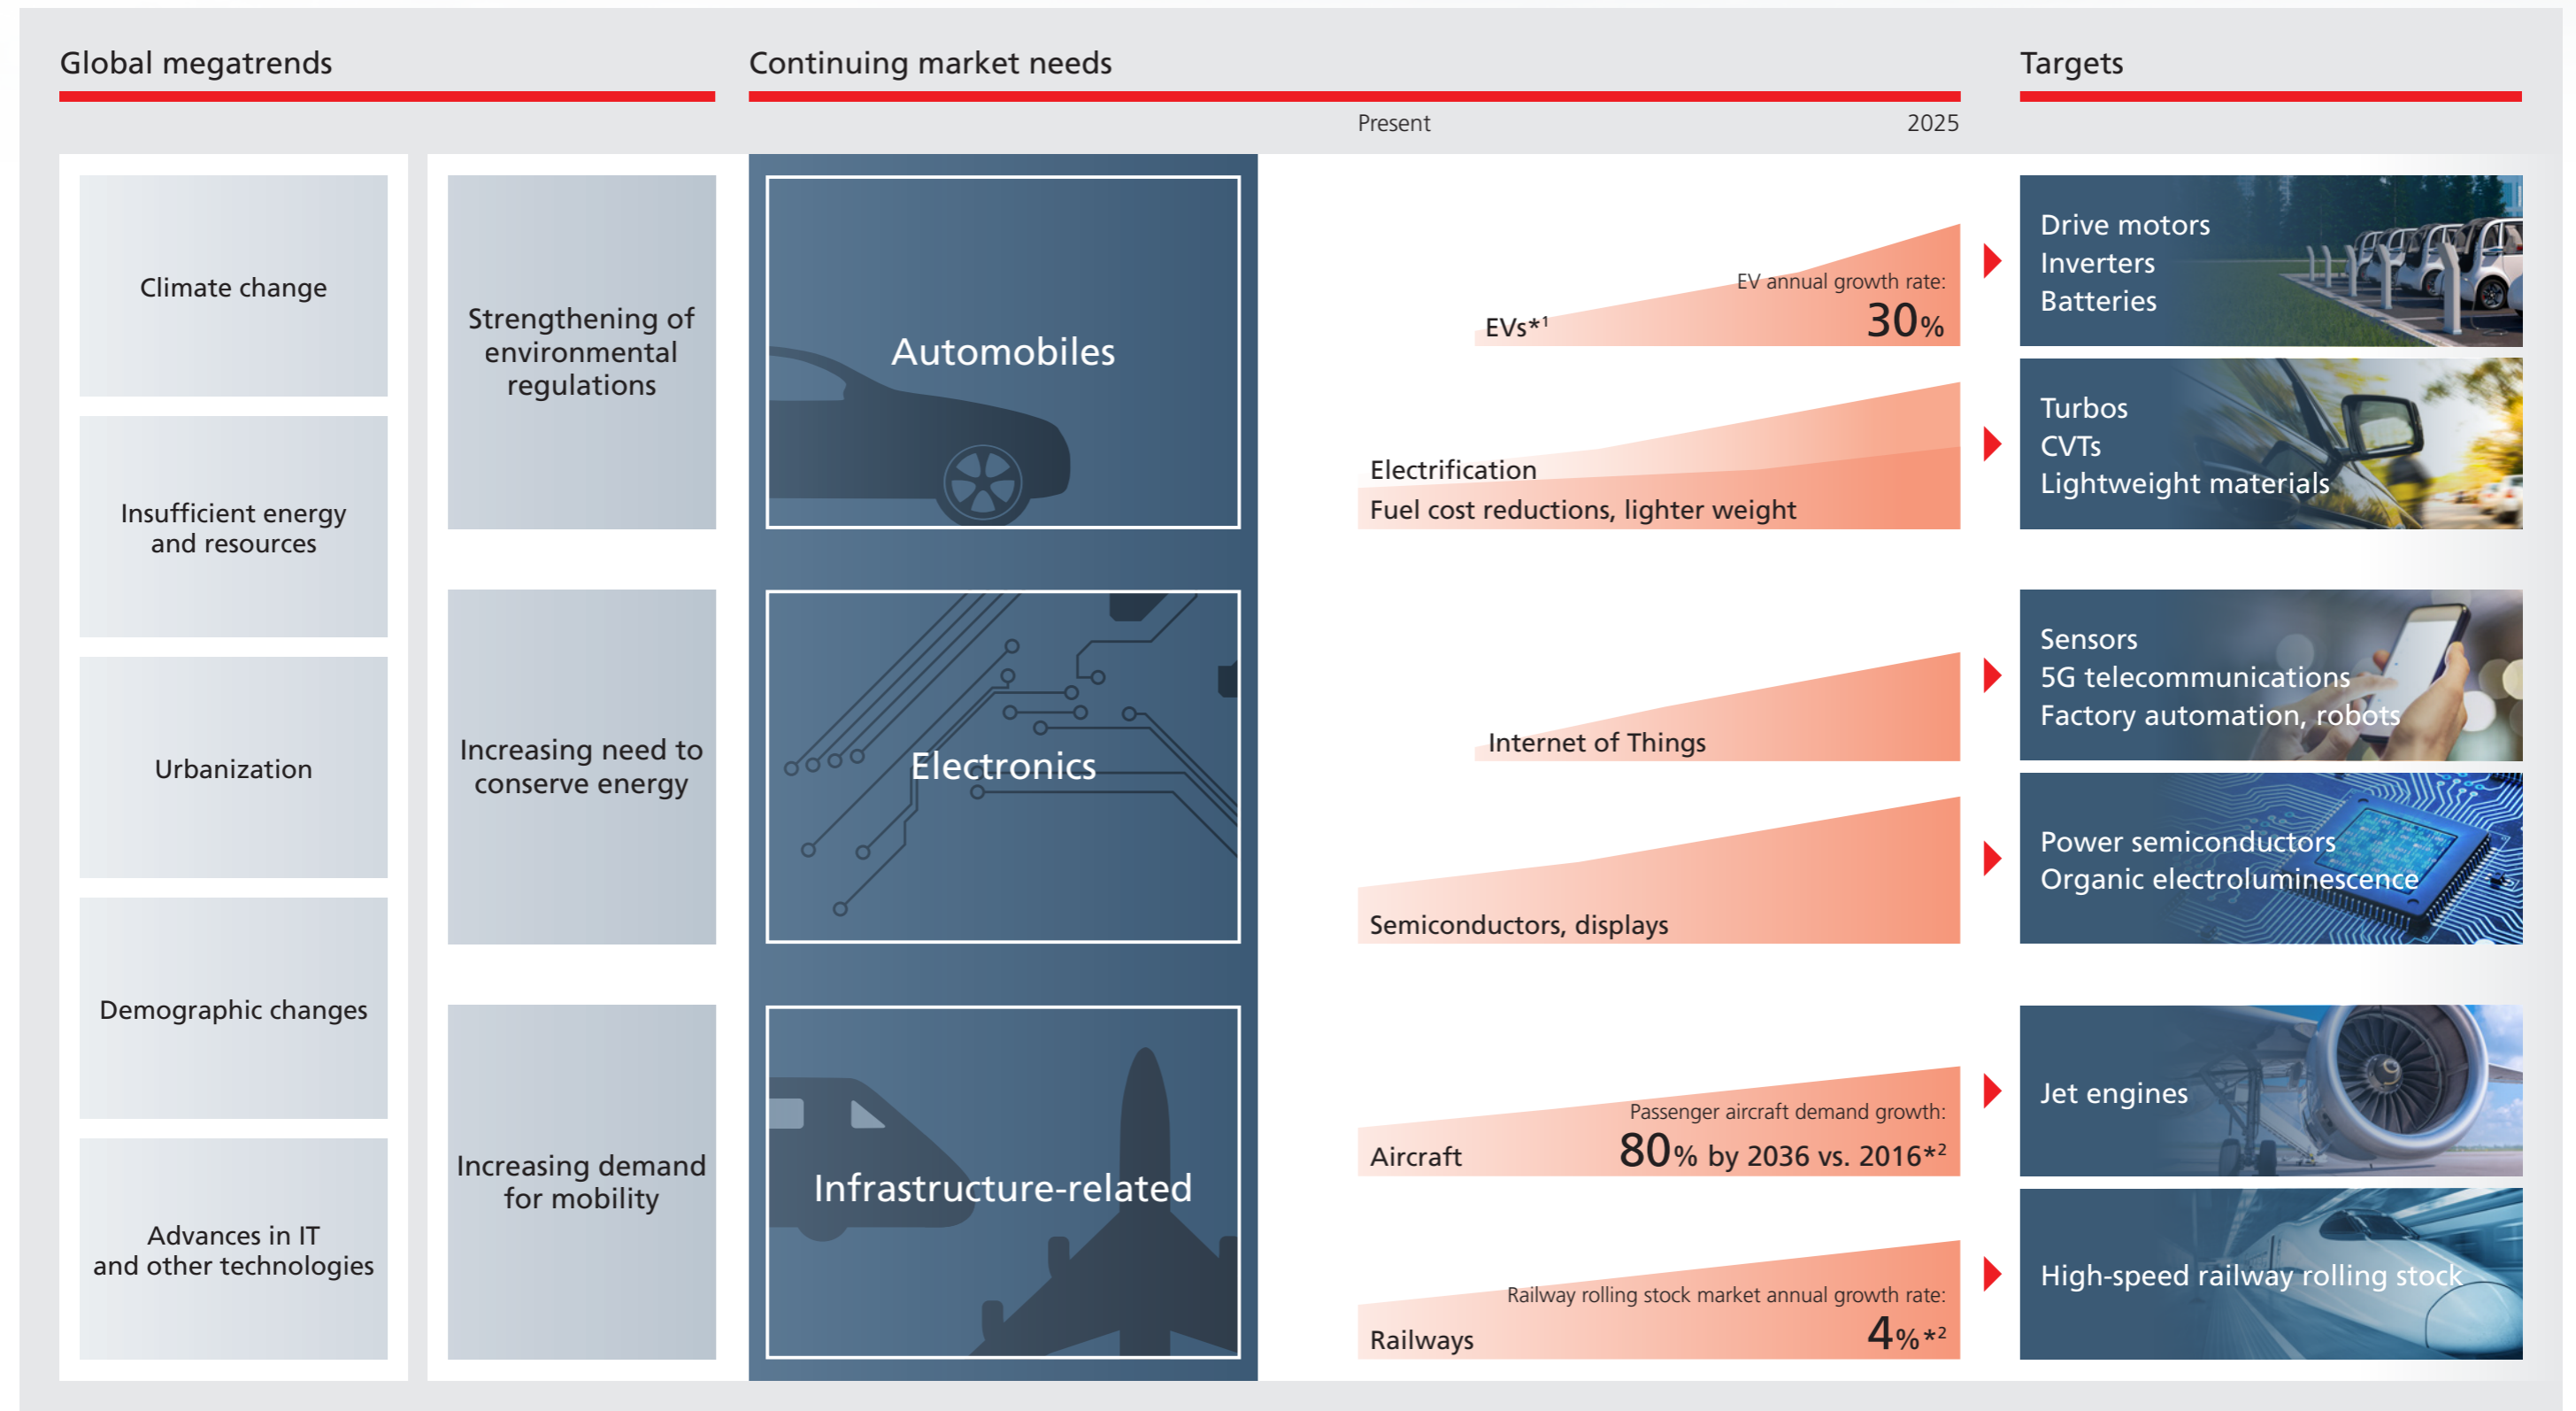 Global megatrends
Continuing market needs
Targets
Present
2025
Climate change
Insufficient energy
and resources
Urbanization
Demographic changes
Advances in IT
and other technologies
Strengthening of
environmental
regulations
Increasing need to
conserve energy
Increasing demand
for mobility
Automobiles
EV annual growth rate:
EVs*1
30%
Drive motors
Inverters
Batteries
Electrification
Fuel cost reductions, lighter weight
Turbos
CVTs
Lightweight materials
Electronics
Internet of Things
Sensors
5G telecommunications
Factory automation, robots
Semiconductors, displays
Power semiconductors
Organic electroluminescence
Infrastructure-related
Passenger aircraft demand growth:
Aircraft
80% by 2036 vs. 2016*2
Jet engines
Railway rolling stock market annual growth rate:
Railways
4%*2
High-speed railway rolling stock